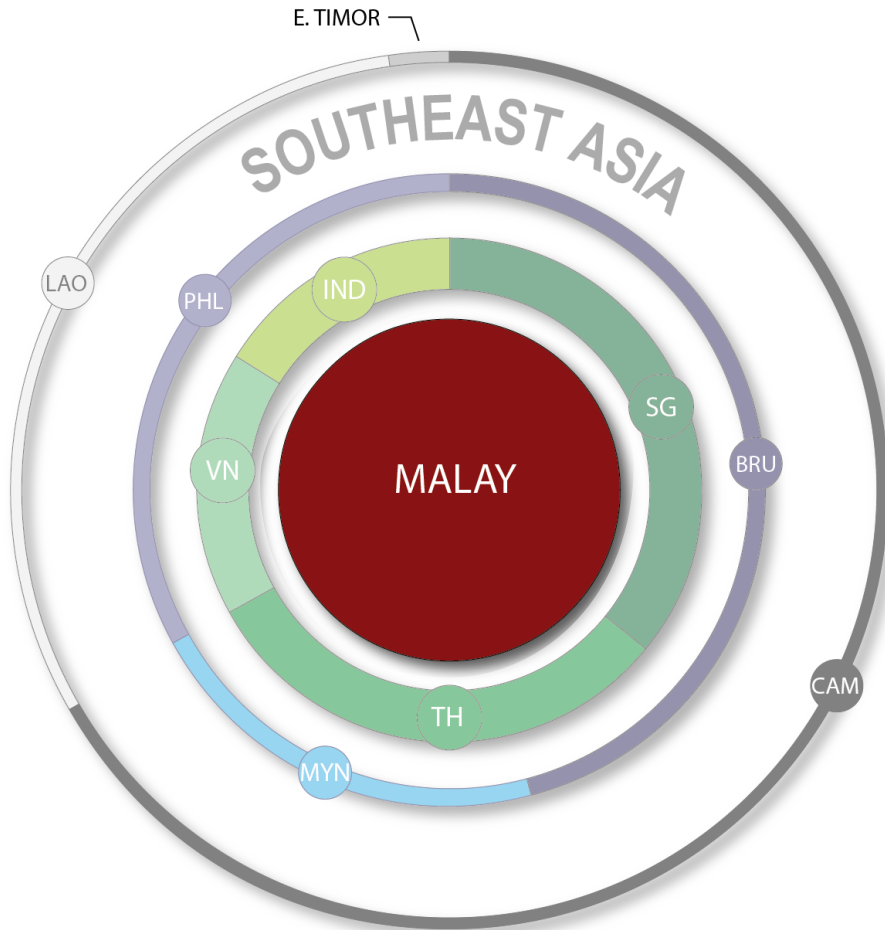 E. TIMOR
SOUTHEAST ASIA
LAO
PHL
IND
SG
MALAY
VN
BRU
CAM
TH
MYN